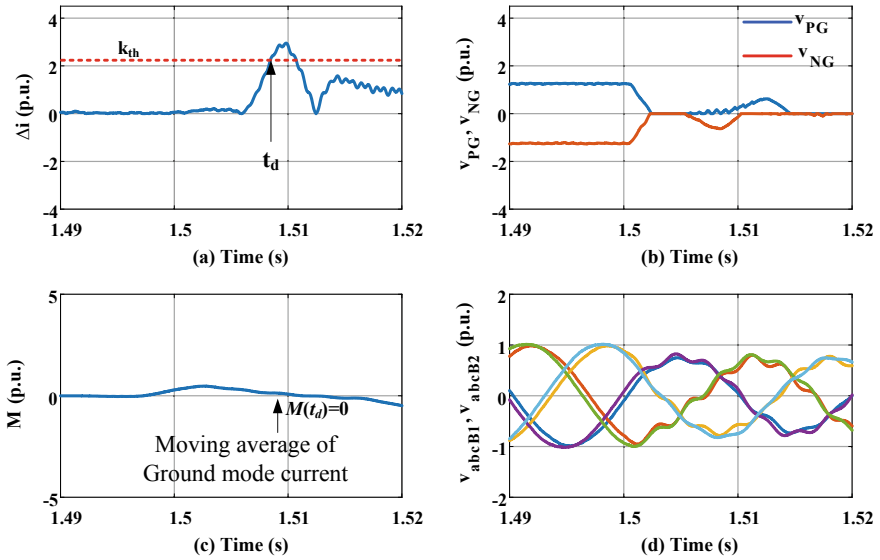 4
2
0
-2
-4
Δi (p.u.)
k_th
t_d
1.49
1.5
1.51
1.52
(a) Time (s)
4
2
0
-2
-4
v_PG, v_NG (p.u.)
v_PG
v_NG
1.49
1.5
1.51
1.52
(b) Time (s)
5
0
-5
M (p.u.)
M(t_d)=0
Moving average of
Ground mode current
1.49
1.5
1.51
1.52
(c) Time (s)
2
1
0
-1
-2
v_abcB1, v_abcB2 (p.u.)
1.49
1.5
1.51
1.52
(d) Time (s)